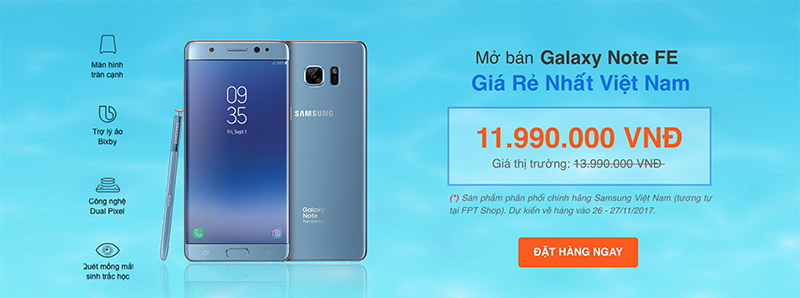 Màn hình
tràn cạnh
Trợ lý ảo
Bixby
Công nghệ
Dual Pixel
Quét mống mắt
sinh trắc học
09
35
Fri, Sept 1
SAMSUNG
Galaxy
Note
Fan Edition
Mở bán Galaxy Note FE
Giá Rẻ Nhất Việt Nam
11.990.000 VNĐ
Giá thị trường: 13.990.000 VNĐ
(*) Sản phẩm phân phối chính hãng Samsung Việt Nam (tương tự
tại FPT Shop). Dự kiến về hàng vào 26 - 27/11/2017.
ĐẶT HÀNG NGAY